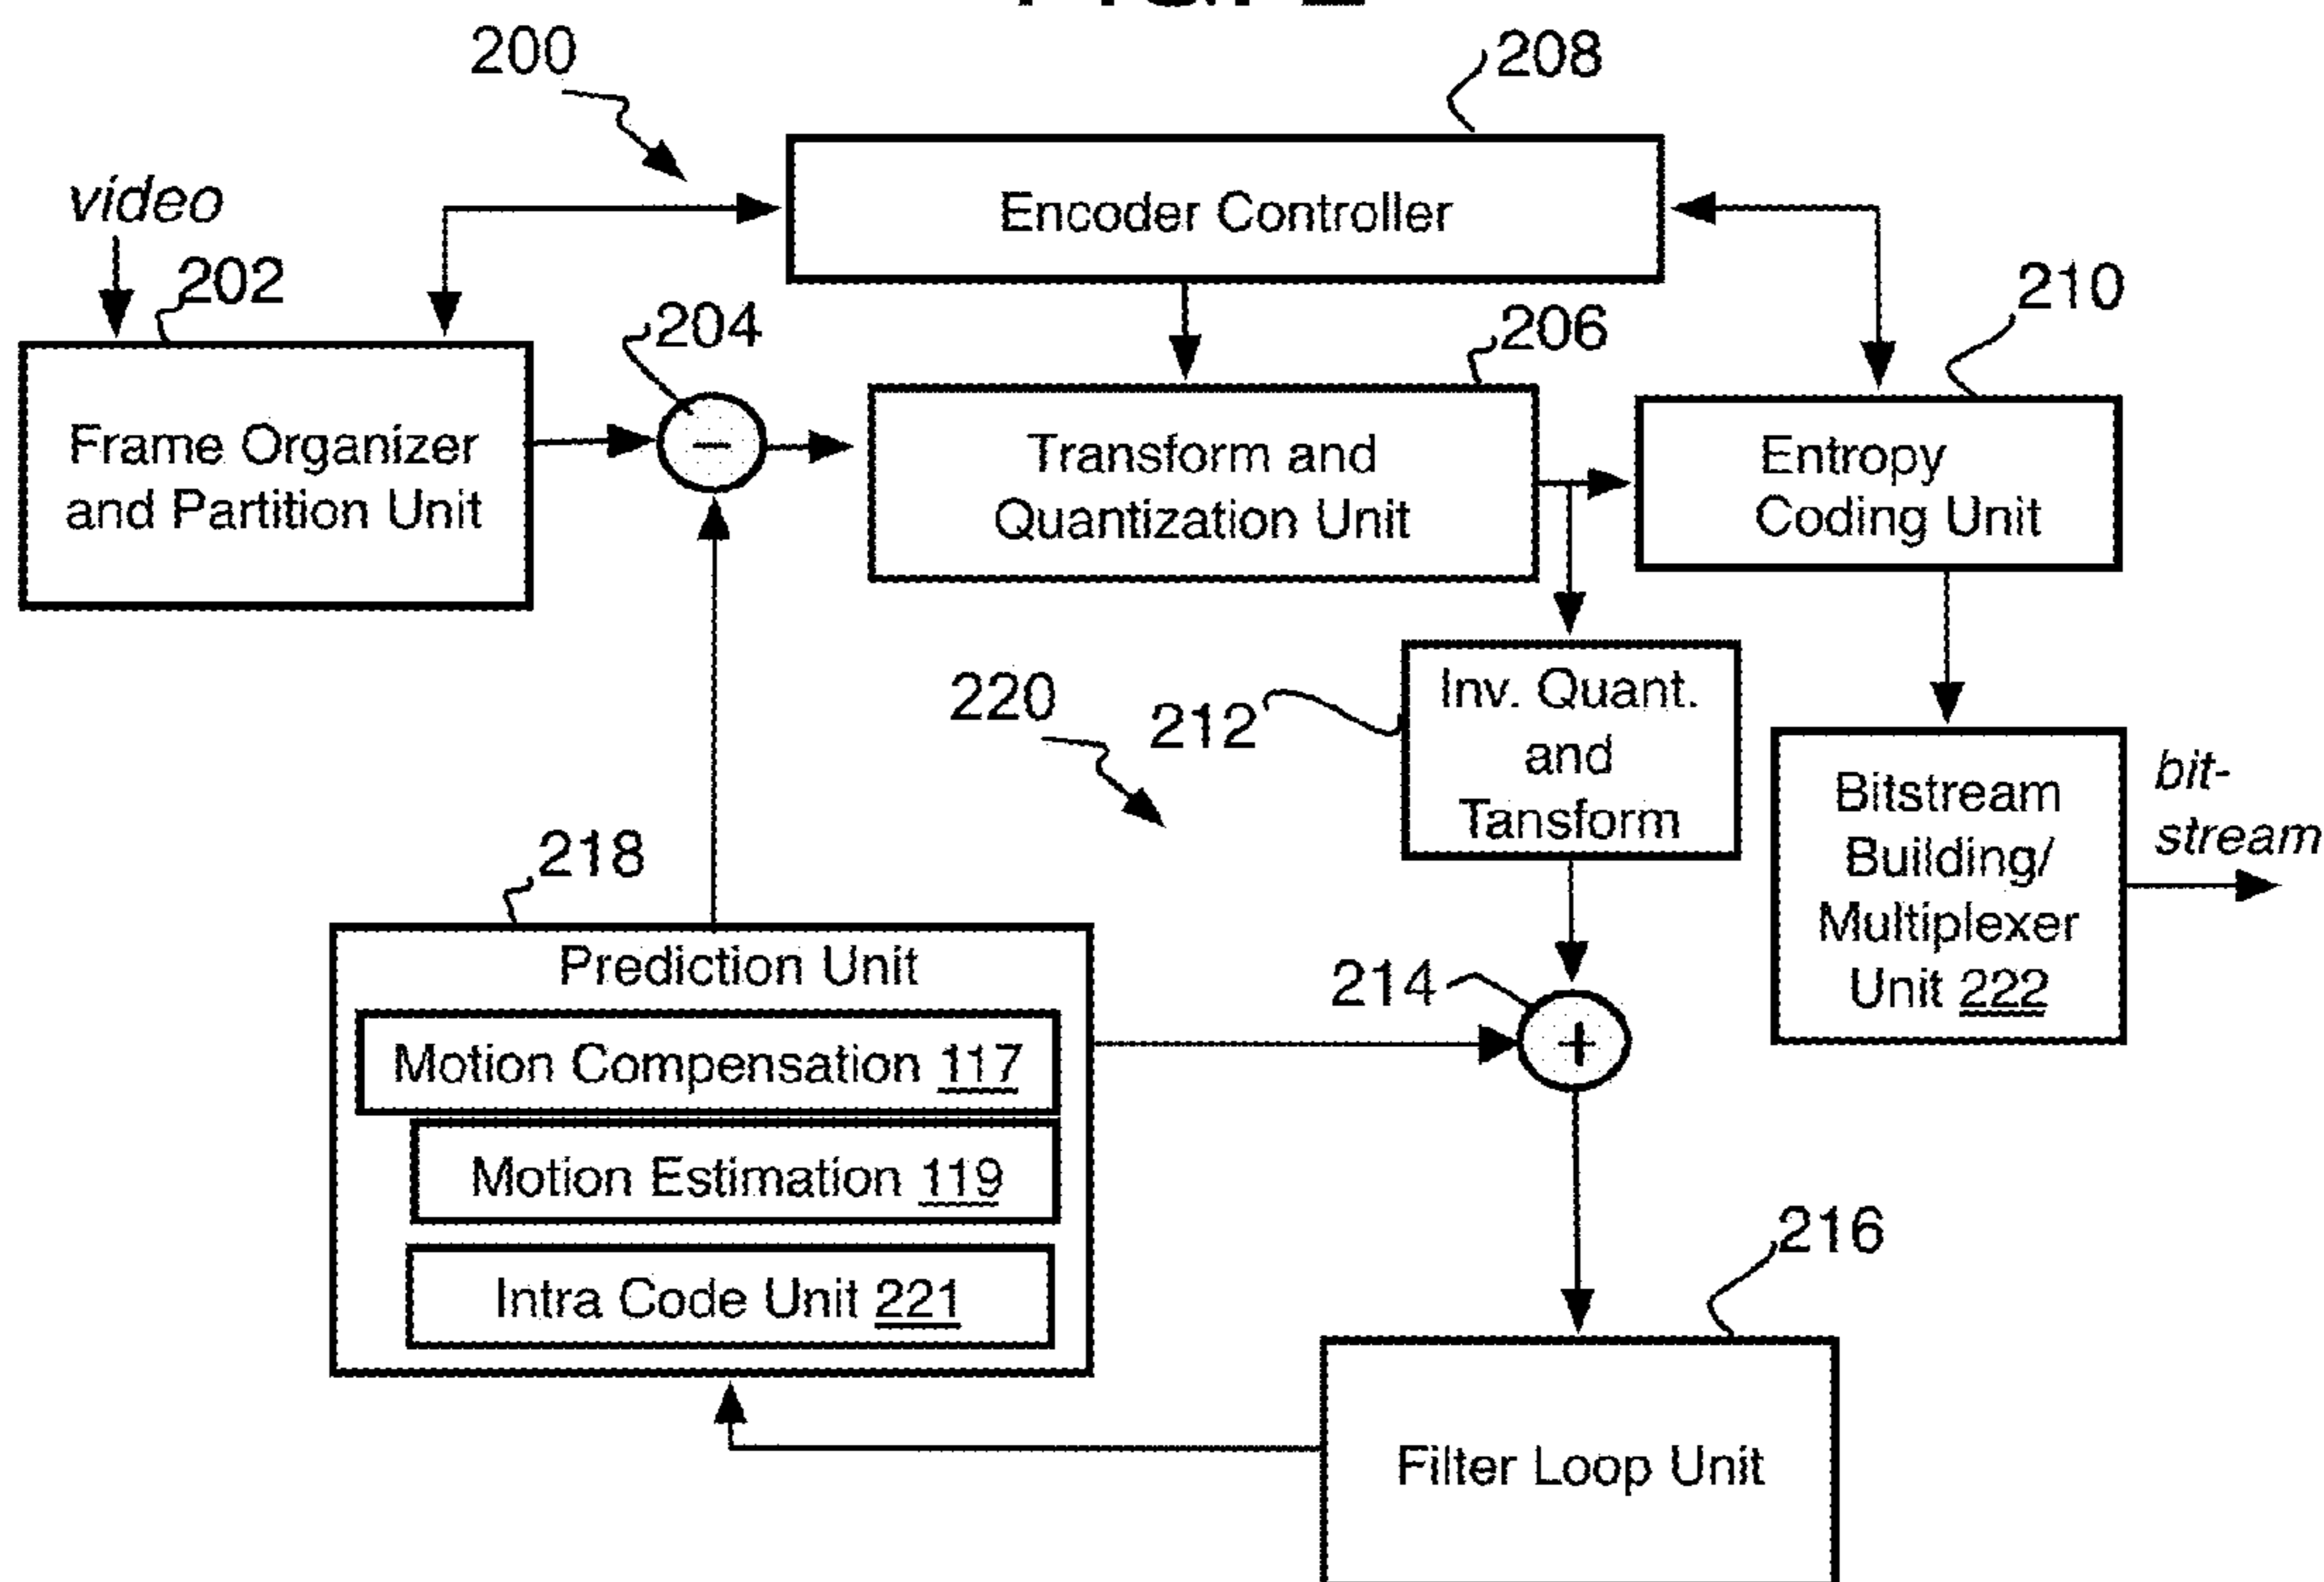 200
208
video
Encoder Controller
202
204
206
210
Frame Organizer
and Partition Unit
−
Transform and
Quantization Unit
Entropy
Coding Unit
220
212
Inv. Quant.
and
Tansform
Bitstream
Building/
Multiplexer
Unit 222
bit-
stream
218
Prediction Unit
Motion Compensation 117
Motion Estimation 119
Intra Code Unit 221
214
+
216
Filter Loop Unit